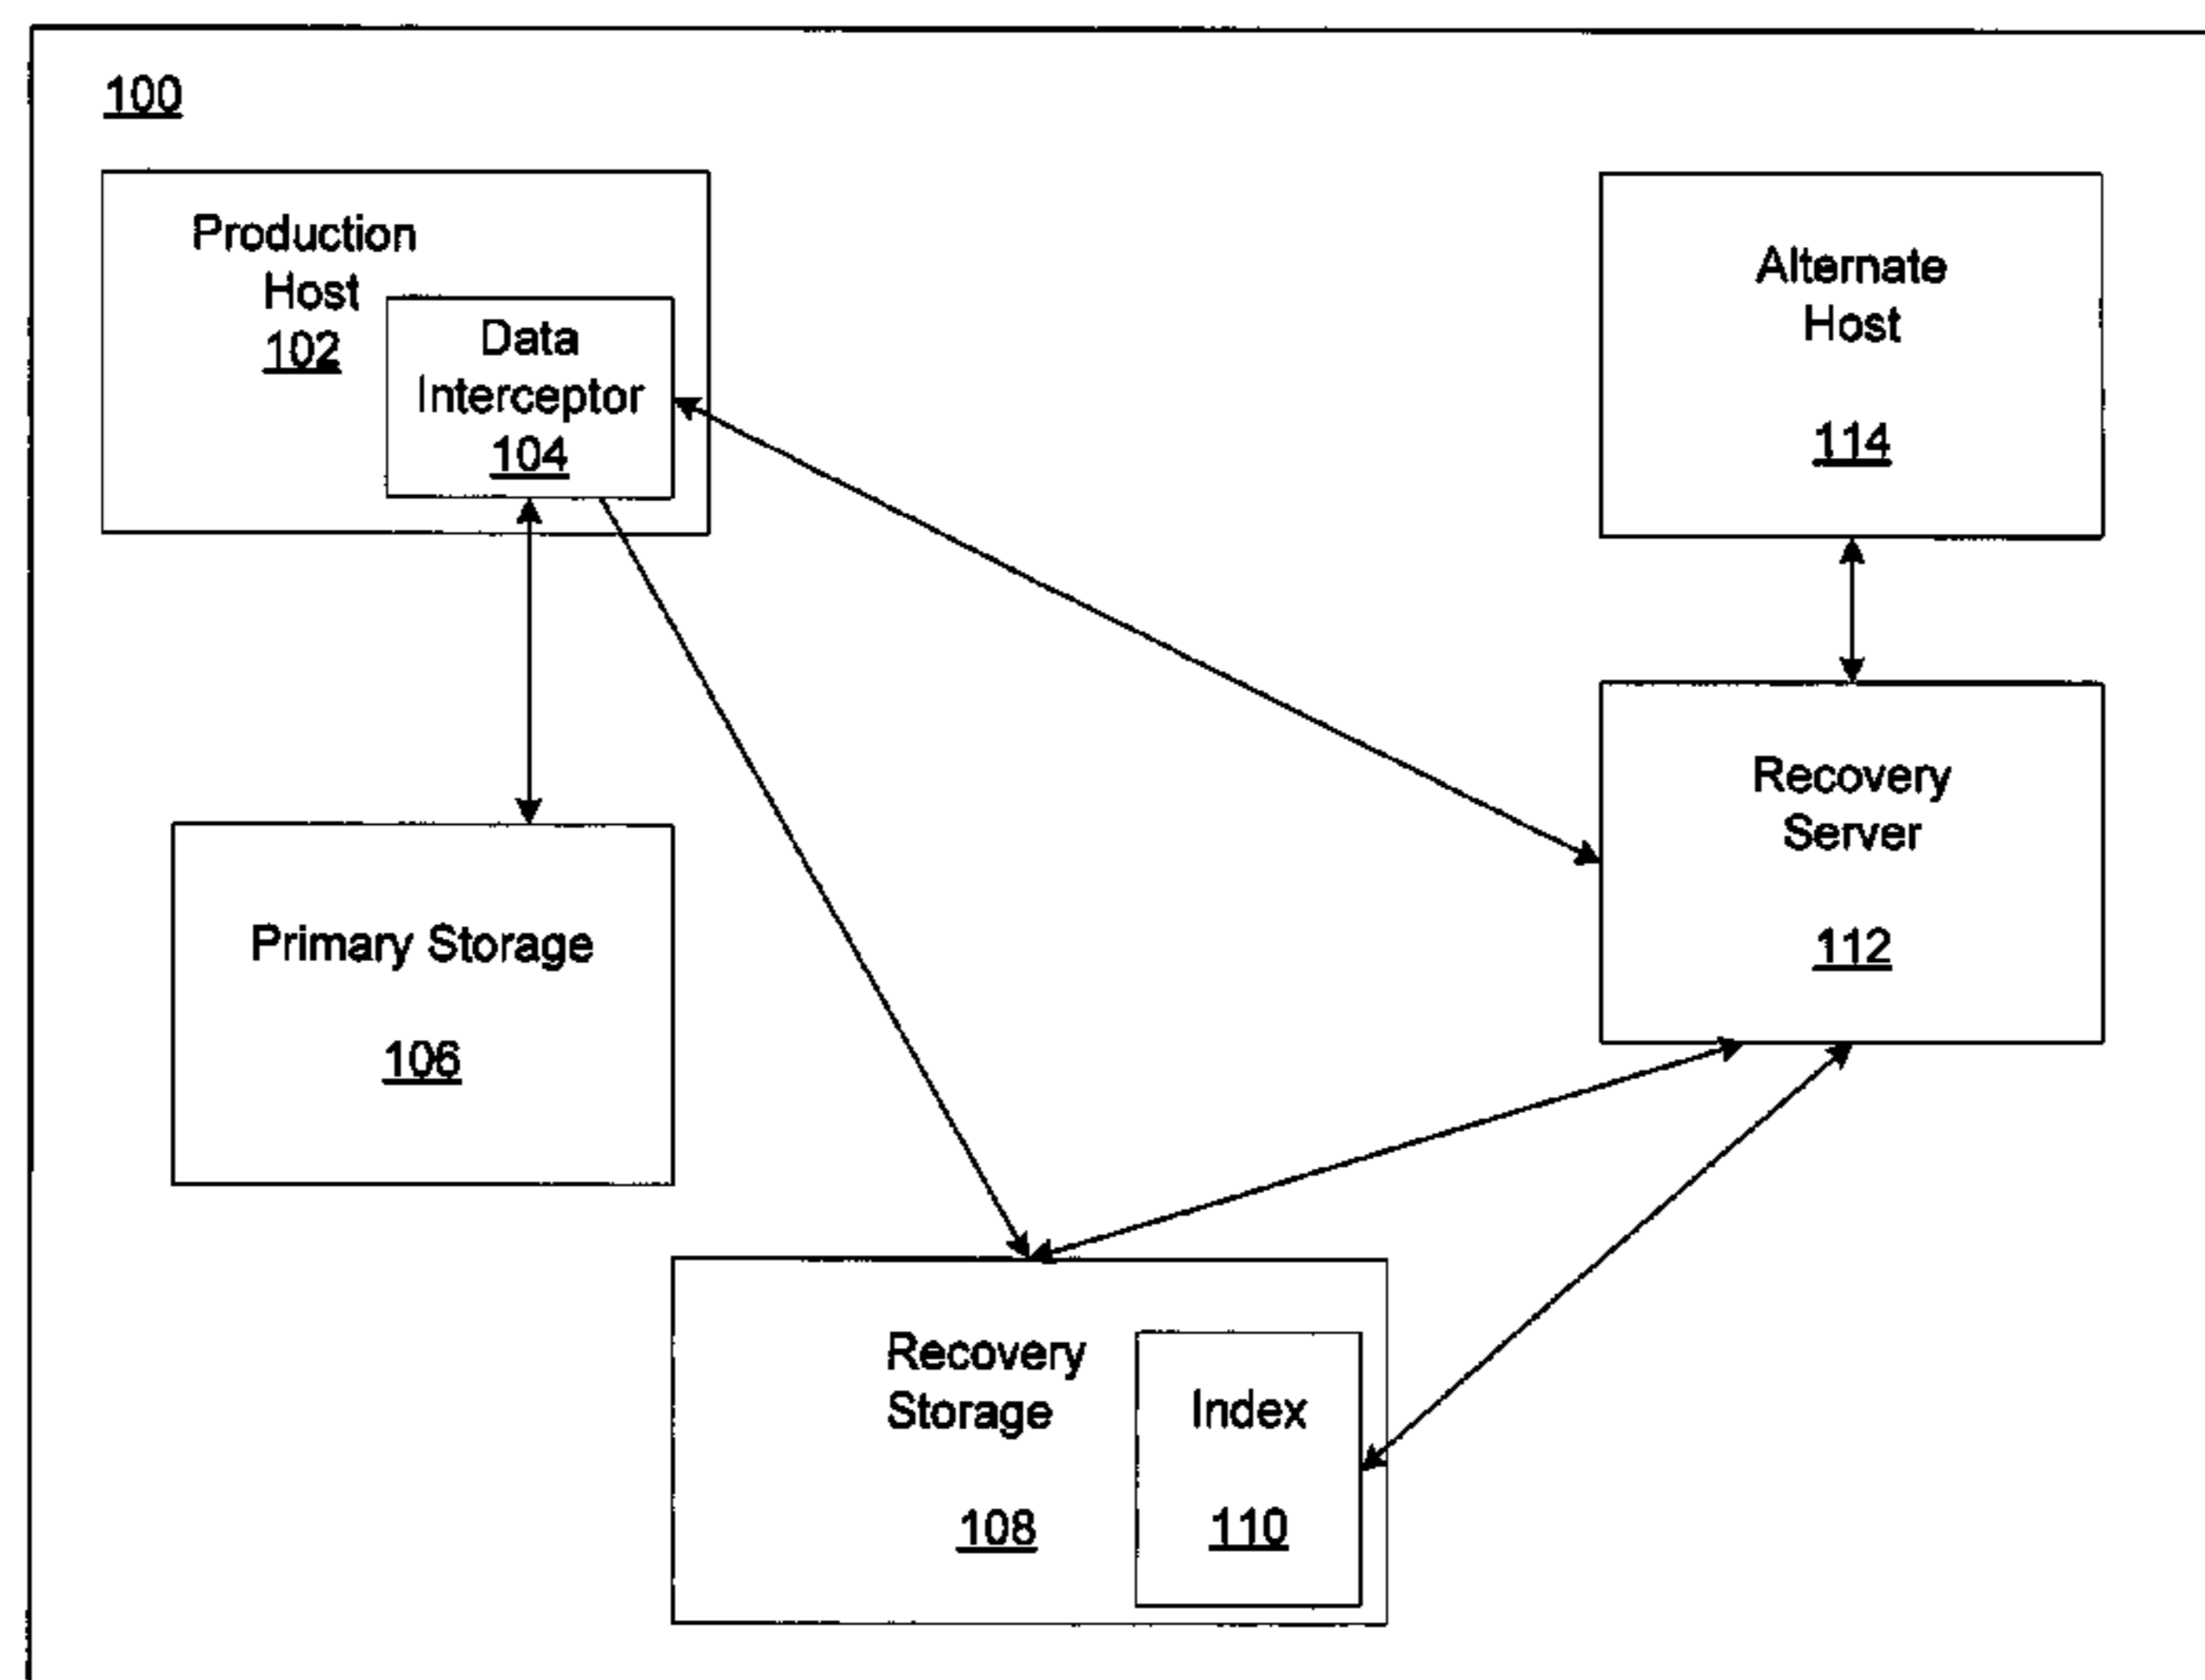 100
Production
Host
102
Data
Interceptor
104
Alternate
Host
114
Primary Storage
106
Recovery
Server
112
Recovery
Storage
108
Index
110